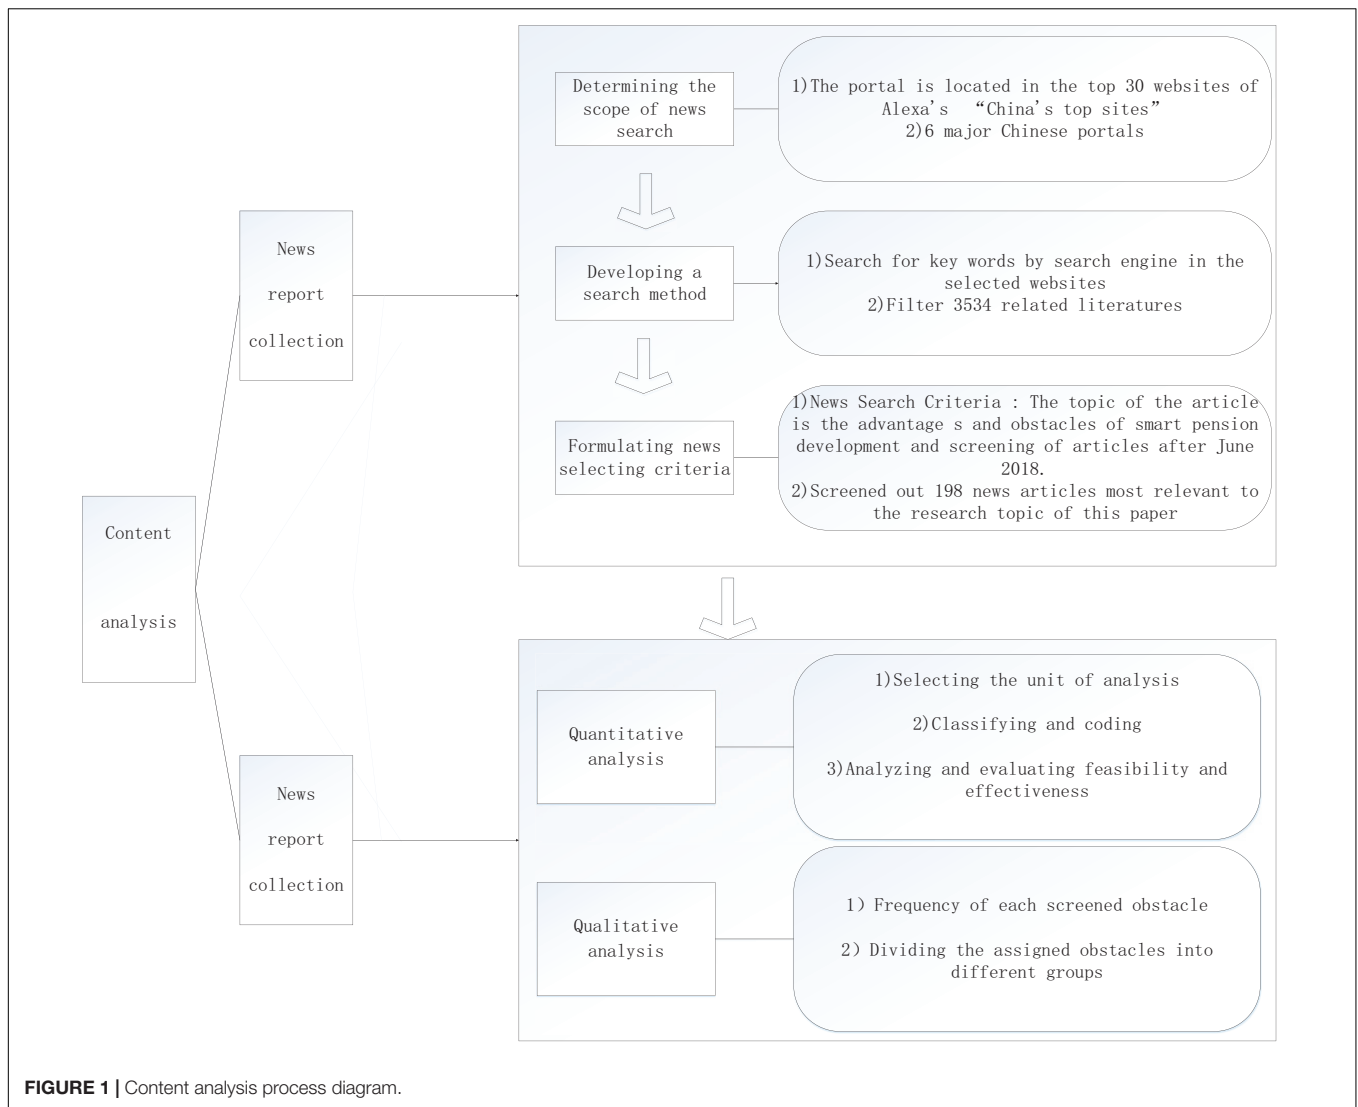 Content
analysis
News
report
collection
Determining the
scope of news
search
1)The portal is located in the top 30 websites of
Alexa's “China's top sites”
2)6 major Chinese portals
Developing a
search method
1)Search for key words by search engine in the
selected websites
2)Filter 3534 related literatures
Formulating news
selecting criteria
1)News Search Criteria : The topic of the article
is the advantage s and obstacles of smart pension
development and screening of articles after June
2018.
2)Screened out 198 news articles most relevant to
the research topic of this paper
News
report
collection
Quantitative
analysis
1)Selecting the unit of analysis
2)Classifying and coding
3)Analyzing and evaluating feasibility and
effectiveness
Qualitative
analysis
1) Frequency of each screened obstacle
2) Dividing the assigned obstacles into
different groups
FIGURE 1 | Content analysis process diagram.